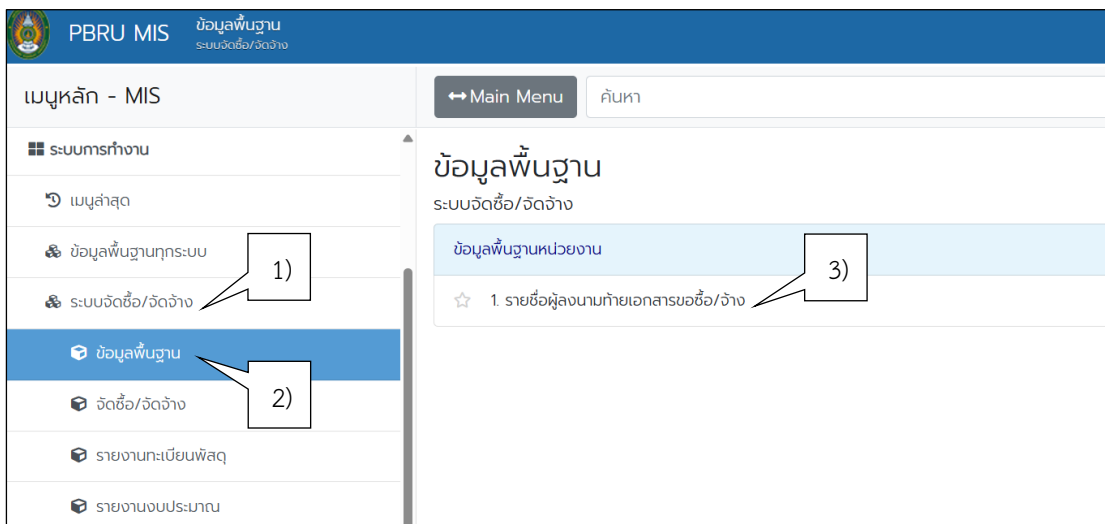 PBRU MIS
ข้อมูลพื้นฐาน
ระบบจัดซื้อ/จัดจ้าง
เมนูหลัก - MIS
Main Menu
ค้นหา
ระบบการทำงาน
เมนูล่าสุด
ข้อมูลพื้นฐานทุกระบบ
1)
ระบบจัดซื้อ/จัดจ้าง
ข้อมูลพื้นฐาน
2)
จัดซื้อ/จัดจ้าง
รายงานทะเบียนพัสดุ
รายงานงบประมาณ
ข้อมูลพื้นฐาน
ระบบจัดซื้อ/จัดจ้าง
ข้อมูลพื้นฐานหน่วยงาน
3)
1. รายชื่อผู้ลงนามท้ายเอกสารขอซื้อ/จ้าง